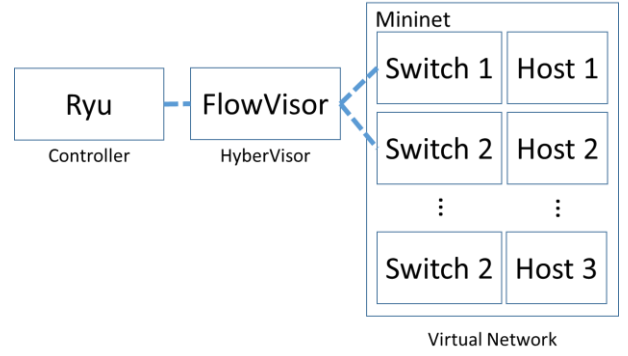 Mininet
Switch 1 Host 1
Ryu FlowVisor
Switch 2 Host 2
Controller HyberVisor
⋮ ⋮
Switch 2 Host 3
Virtual Network